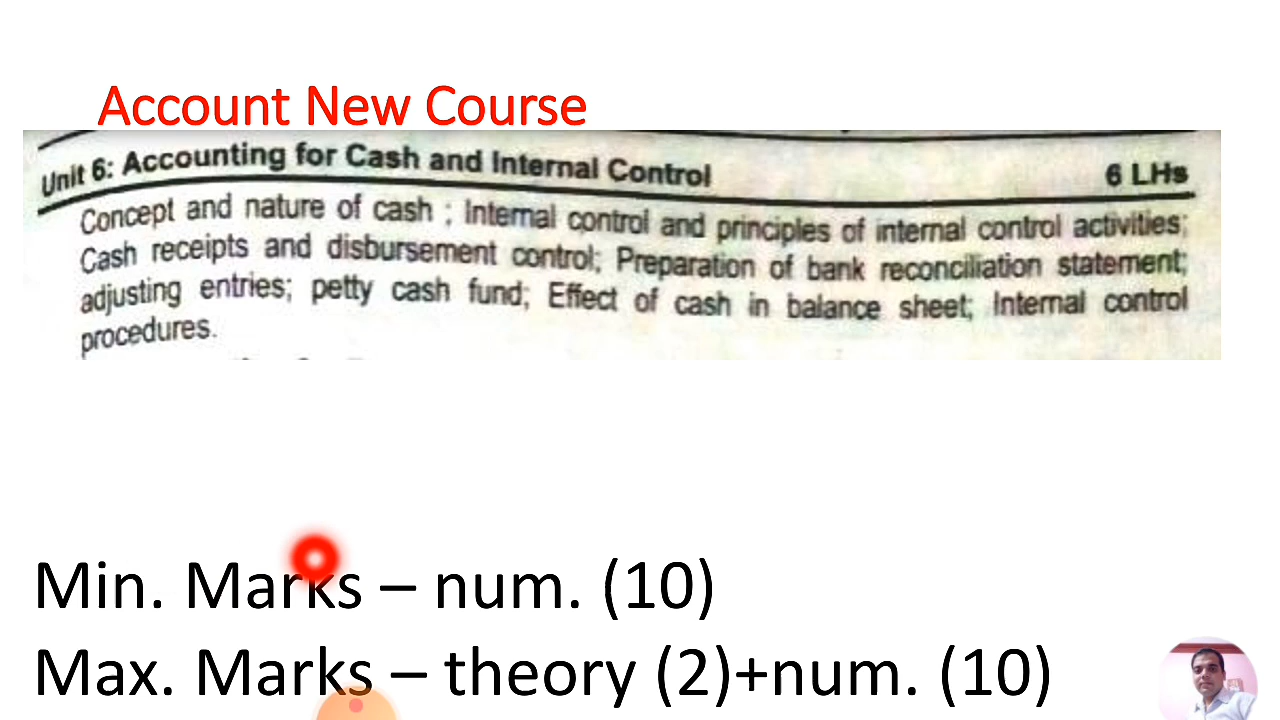 Account New Course
Unit 6: Accounting for Cash and Internal Control 6 LHs
Concept and nature of cash ; Internal control and principles of internal control activities;
Cash receipts and disbursement control; Preparation of bank reconciliation statement;
adjusting entries; petty cash fund; Effect of cash in balance sheet; Internal control
procedures.
Min. Marks – num. (10)
Max. Marks – theory (2)+num. (10)